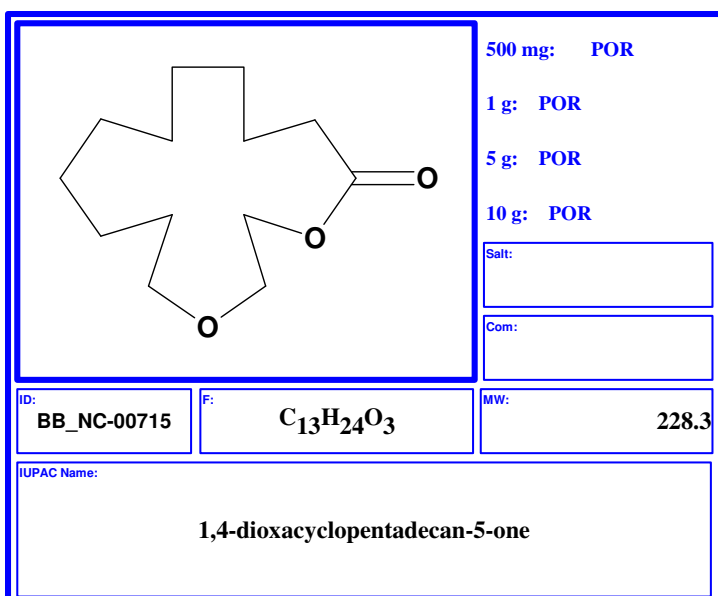 O
O
O
500 mg: POR
1 g: POR
5 g: POR
10 g: POR
Salt:
Com:
ID:
BB_NC-00715
F:
C13H24O3
MW:
228.3
IUPAC Name:
1,4-dioxacyclopentadecan-5-one